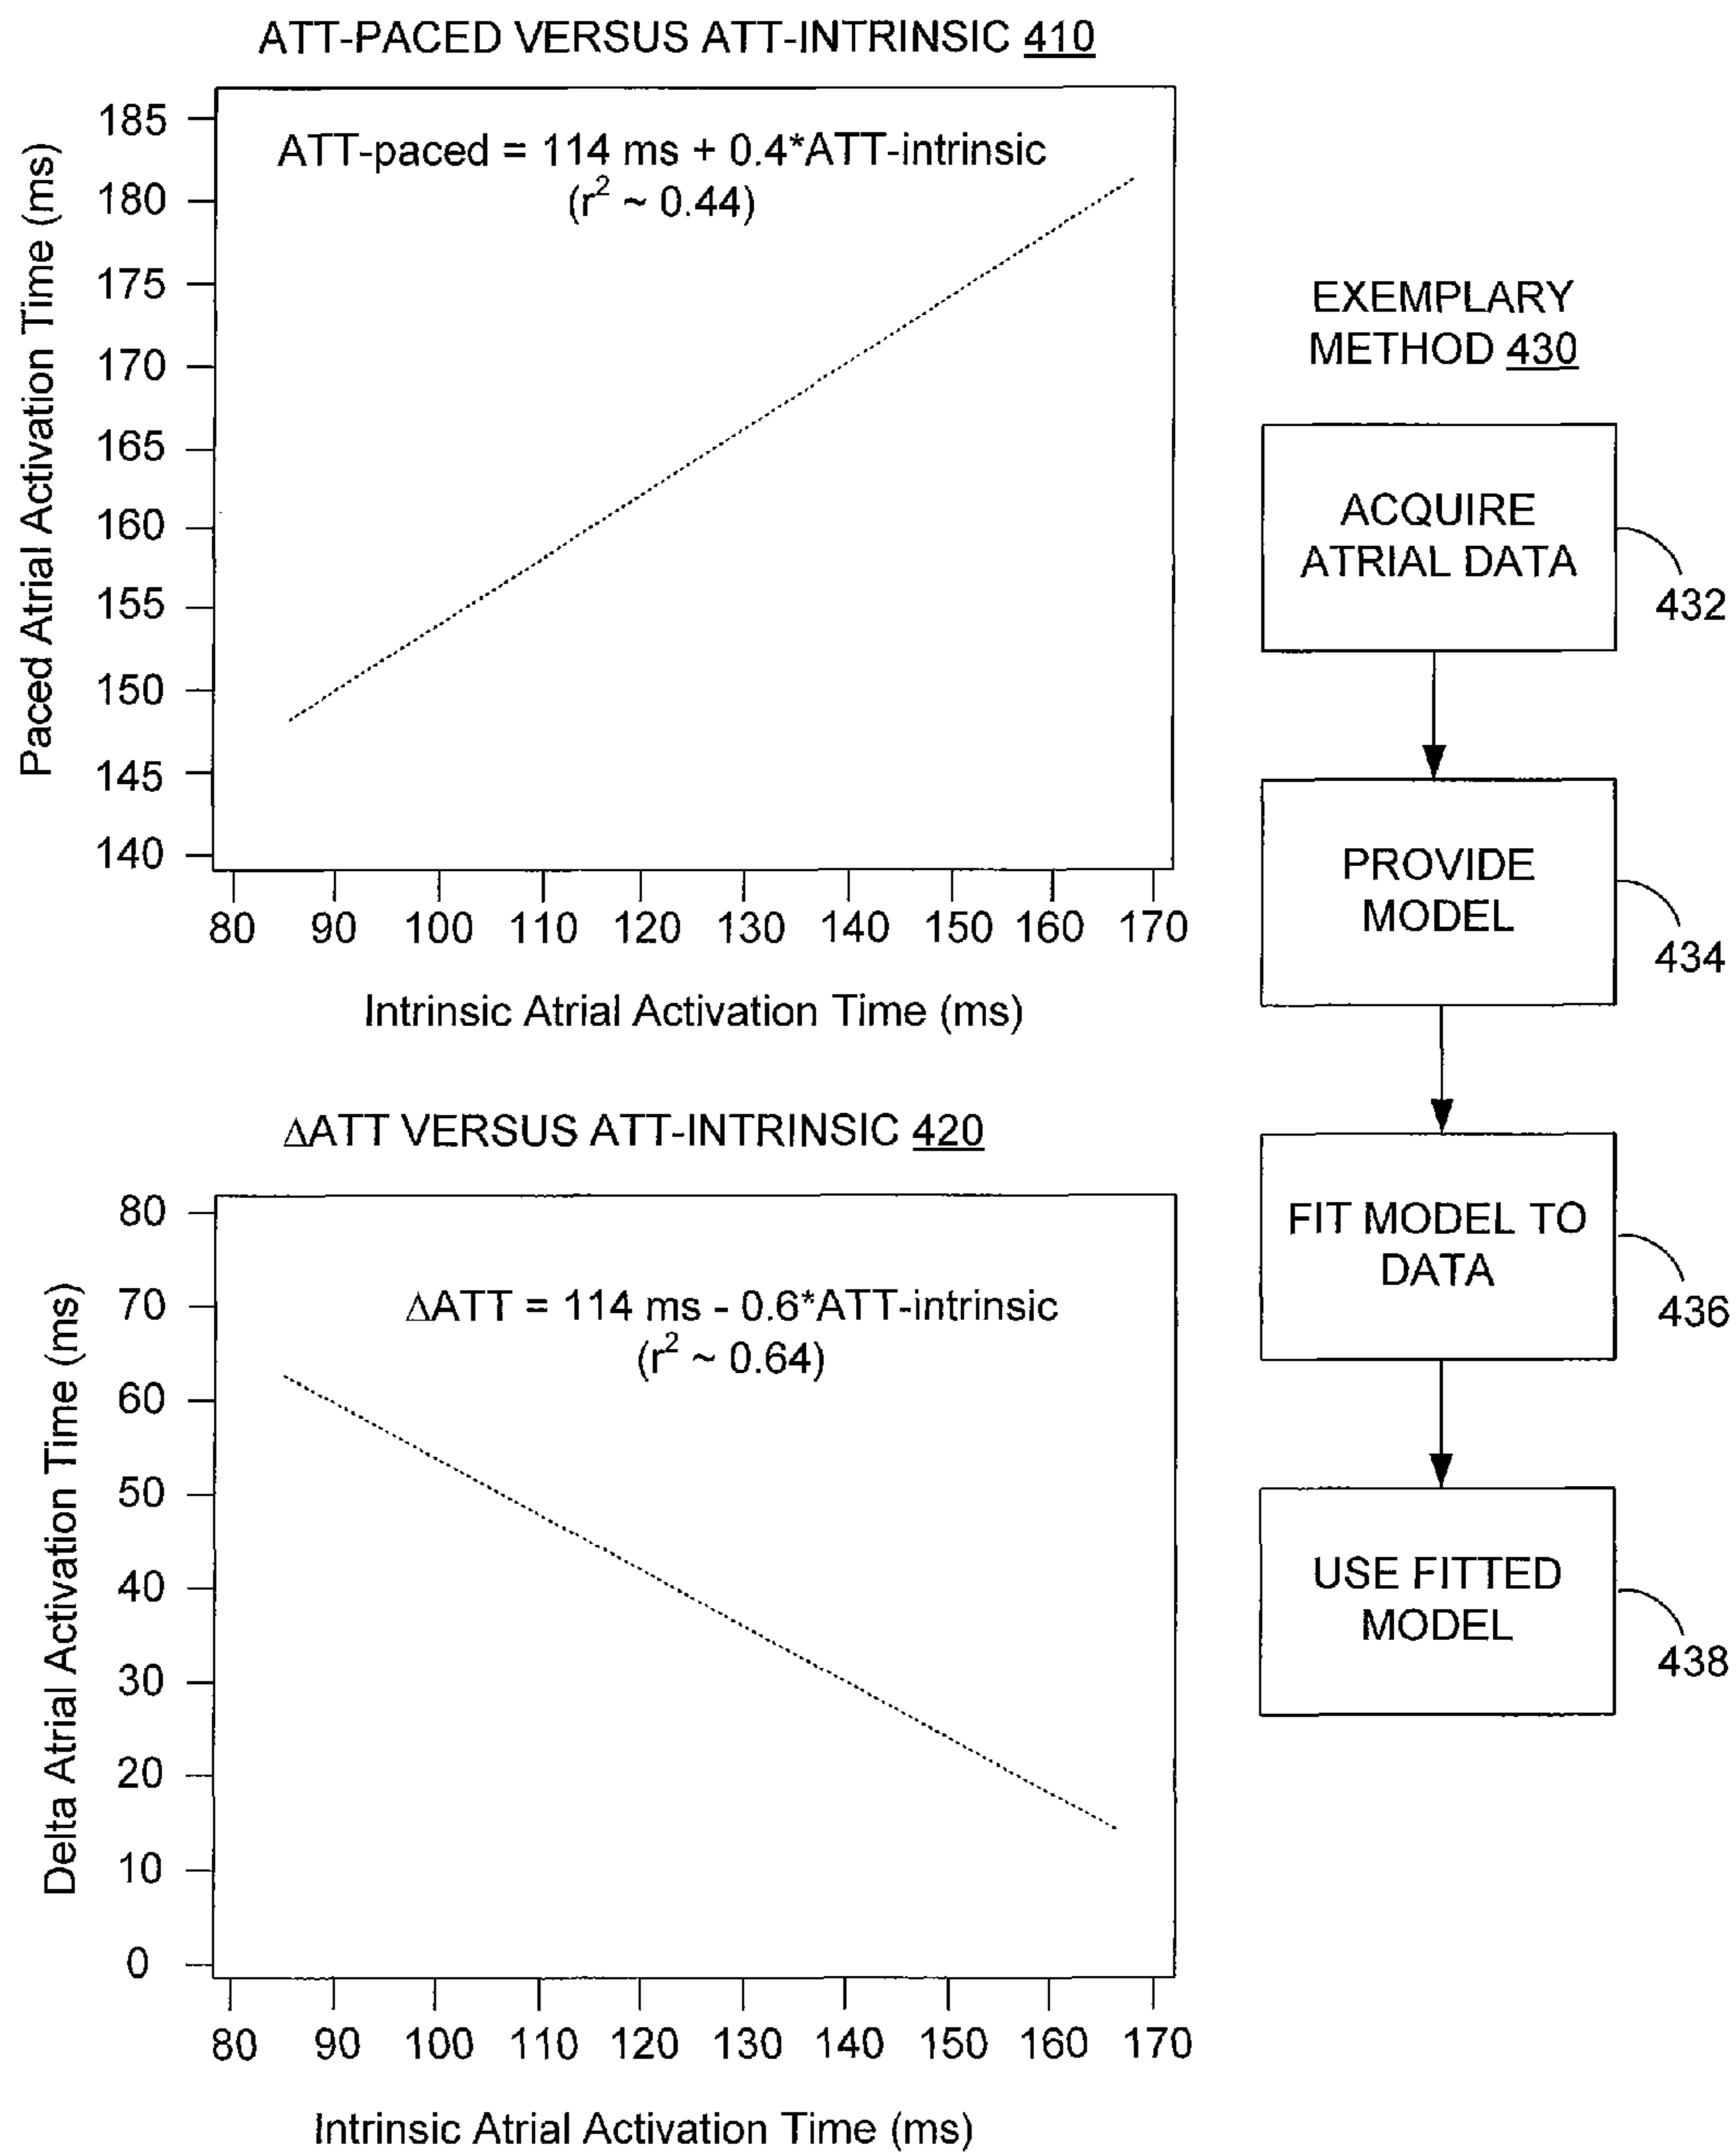 ATT-PACED VERSUS ATT-INTRINSIC 410
185
180
175
170
165
160
155
150
145
140
Paced Atrial Activation Time (ms)
ATT-paced = 114 ms + 0.4*ATT-intrinsic
(r² ~ 0.44)
80 90 100 110 120 130 140 150 160 170
Intrinsic Atrial Activation Time (ms)
ΔATT VERSUS ATT-INTRINSIC 420
80
70
60
50
40
30
20
10
0
Delta Atrial Activation Time (ms)
ΔATT = 114 ms - 0.6*ATT-intrinsic
(r² ~ 0.64)
80 90 100 110 120 130 140 150 160 170
Intrinsic Atrial Activation Time (ms)
EXEMPLARY
METHOD 430
ACQUIRE
ATRIAL DATA
432
PROVIDE
MODEL
434
FIT MODEL TO
DATA
436
USE FITTED
MODEL
438